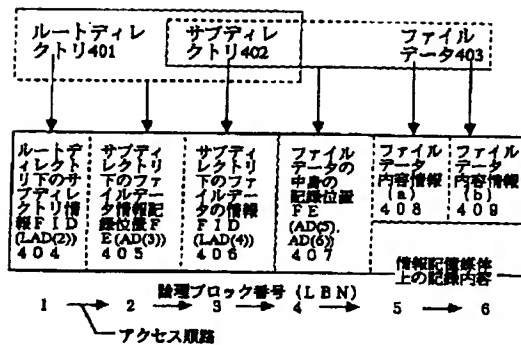 ルートディレ
クトリ401
サブディレ
クトリ402
ファイル
データ403
ルートデ
ィレクト
リ下のサ
ブディレ
クトリ情
報FID
(LAD(2))
404
サブディ
レクトリ
下のファ
イルデー
タ情報記
録位置F
E(AD(3))
405
サブディ
レクトリ
下のファ
イルデー
タの情報
FID
(LAD(4))
406
ファイル
データの
中身の
記録位置
FE
(AD(5),
AD(6))
407
ファイル
データ
内容情報
(a)
408
ファイル
データ
内容情報
(b)
409
情報記憶媒体
上の記録内容
論理ブロック番号(LBN)
1 2 3 4 5 6
アクセス順路